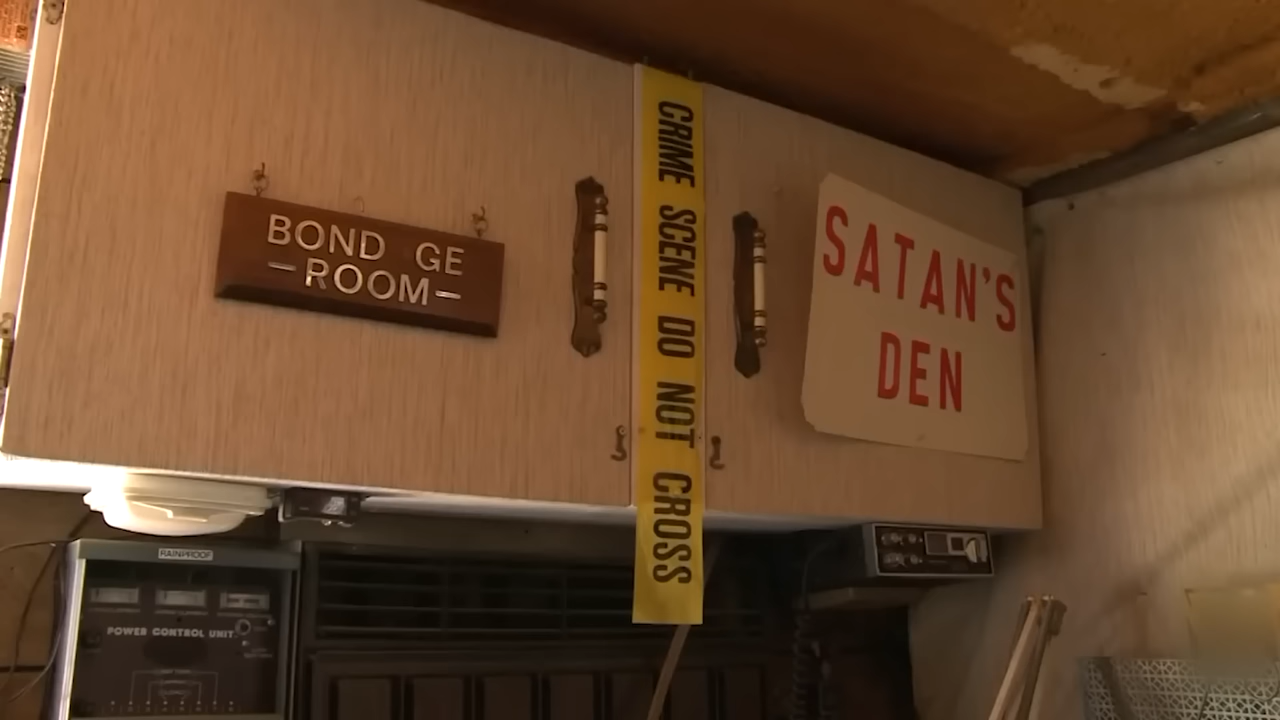 BOND GE
-ROOM-
CRIME SCENE DO NOT CROSS
SATAN'S
DEN
RAINPROOF
POWER CONTROL UNIT